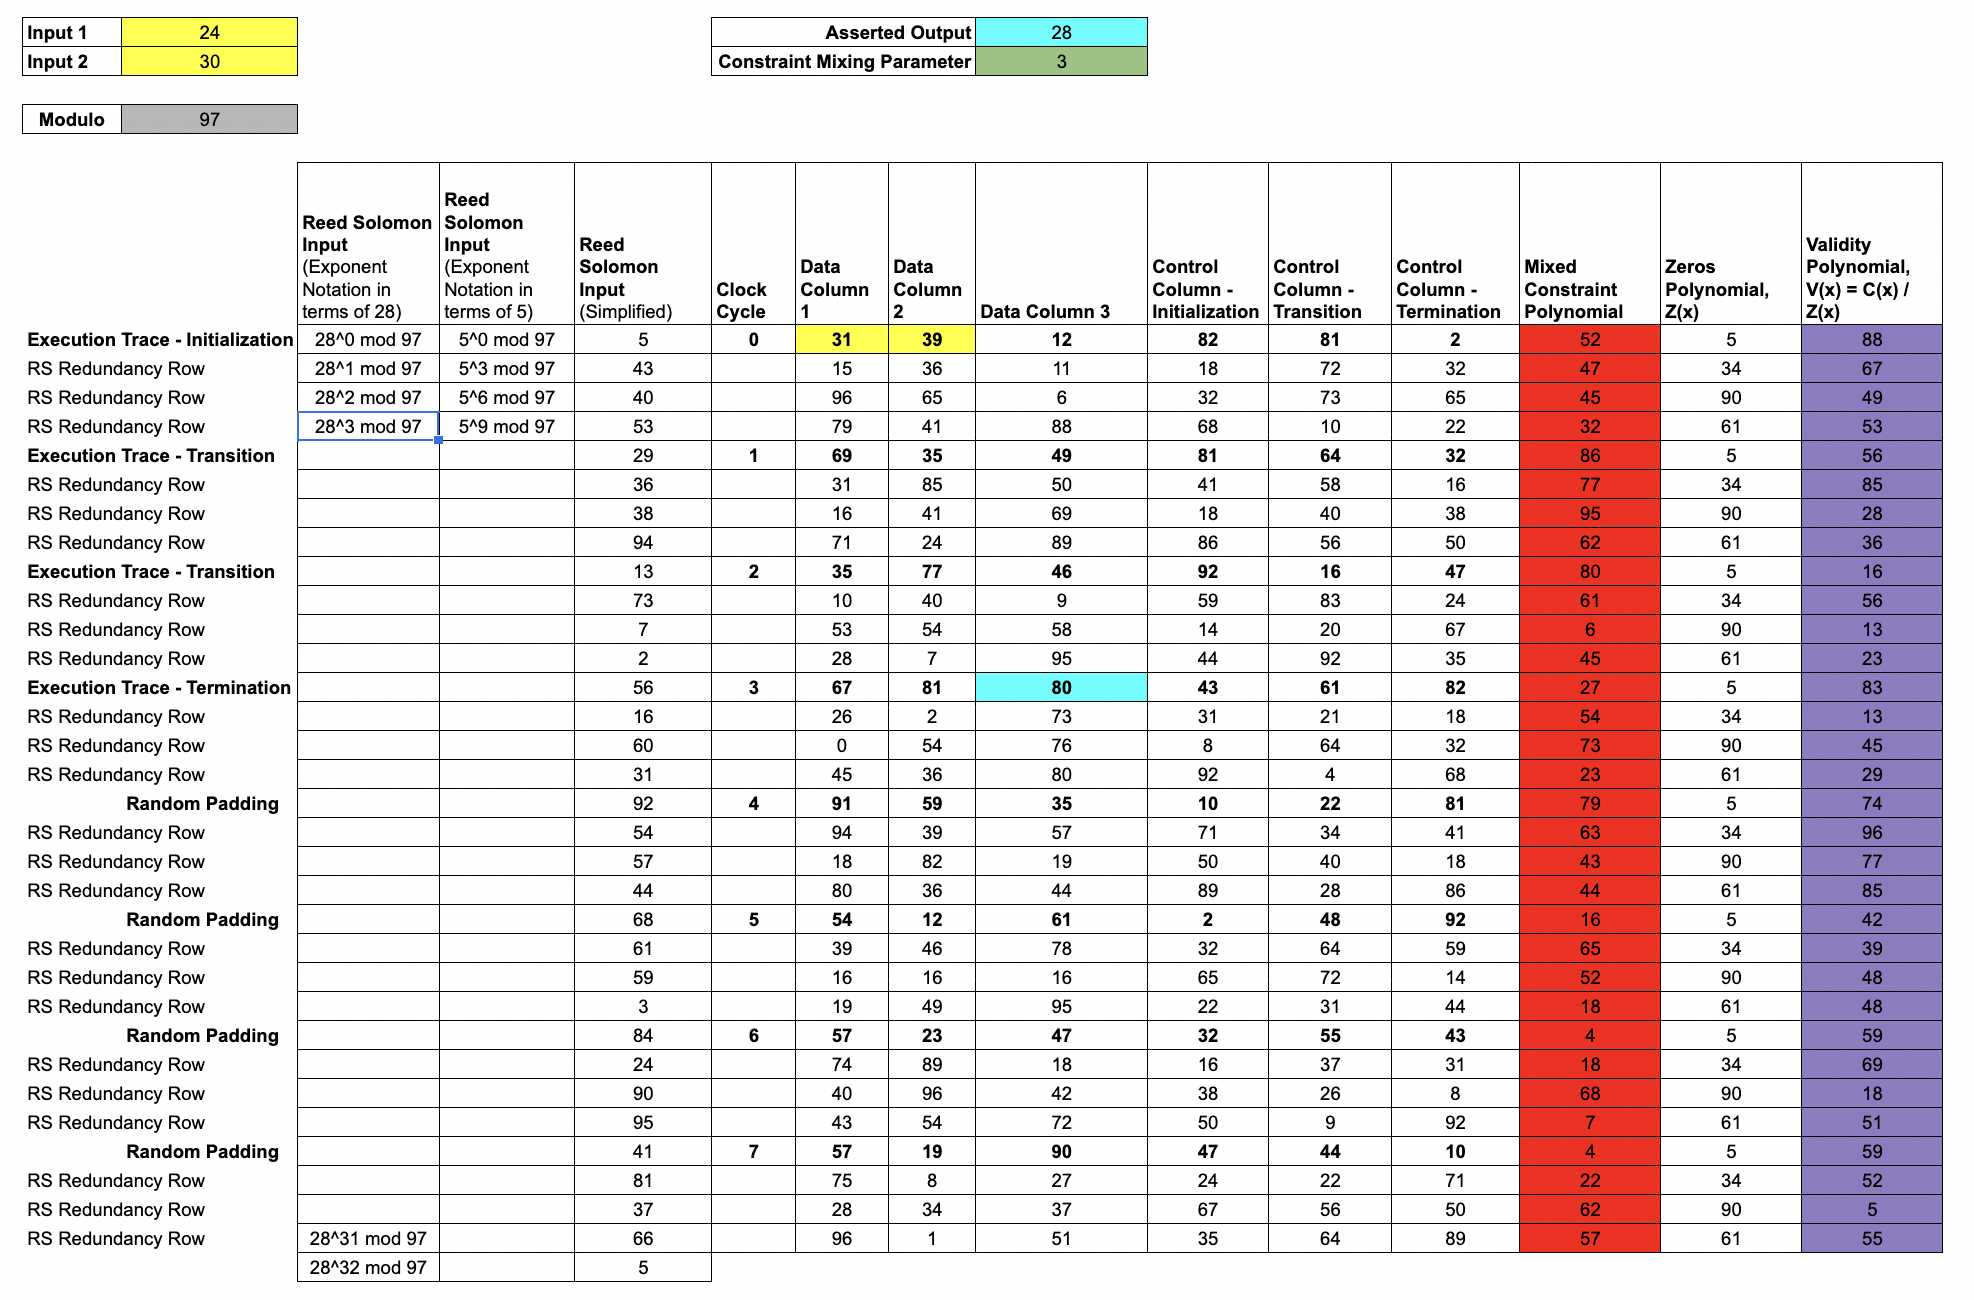 Input 1 24 Asserted Output 28
Input 2 30 Constraint Mixing Parameter 3
Modulo 97
Reed Solomon Input (Exponent Notation in terms of 28) Reed Solomon Input (Exponent Notation in terms of 5) Reed Solomon Input (Simplified) Clock Cycle Data Column 1 Data Column 2 Data Column 3 Control Column - Initialization Control Column - Transition Control Column - Termination Mixed Constraint Polynomial Zeros Polynomial, Z(x) Validity Polynomial, V(x) = C(x) / Z(x)
Execution Trace - Initialization 28^0 mod 97 5^0 mod 97 5 0 31 39 12 82 81 2 52 5 88
RS Redundancy Row 28^1 mod 97 5^3 mod 97 43 15 36 11 18 72 32 47 34 67
RS Redundancy Row 28^2 mod 97 5^6 mod 97 40 96 65 6 32 73 65 45 90 49
RS Redundancy Row 28^3 mod 97 5^9 mod 97 53 79 41 88 68 10 22 32 61 53
Execution Trace - Transition 29 1 69 35 49 81 64 32 86 5 56
RS Redundancy Row 36 31 85 50 41 58 16 77 34 85
RS Redundancy Row 38 16 41 69 18 40 38 95 90 28
RS Redundancy Row 94 71 24 89 86 56 50 62 61 36
Execution Trace - Transition 13 2 35 77 46 92 16 47 80 5 16
RS Redundancy Row 73 10 40 9 59 83 24 61 34 56
RS Redundancy Row 7 53 54 58 14 20 67 6 90 13
RS Redundancy Row 2 28 7 95 44 92 35 45 61 23
Execution Trace - Termination 56 3 67 81 80 43 61 82 27 5 83
RS Redundancy Row 16 26 2 73 31 21 18 54 34 13
RS Redundancy Row 60 0 54 76 8 64 32 73 90 45
RS Redundancy Row 31 45 36 80 92 4 68 23 61 29
Random Padding 92 4 91 59 35 10 22 81 79 5 74
RS Redundancy Row 54 94 39 57 71 34 41 63 34 96
RS Redundancy Row 57 18 82 19 50 40 18 43 90 77
RS Redundancy Row 44 80 36 44 89 28 86 44 61 85
Random Padding 68 5 54 12 61 2 48 92 16 5 42
RS Redundancy Row 61 39 46 78 32 64 59 65 34 39
RS Redundancy Row 59 16 16 16 65 72 14 52 90 48
RS Redundancy Row 3 19 49 95 22 31 44 18 61 48
Random Padding 84 6 57 23 47 32 55 43 4 5 59
RS Redundancy Row 24 74 89 18 16 37 31 18 34 69
RS Redundancy Row 90 40 96 42 38 26 8 68 90 18
RS Redundancy Row 95 43 54 72 50 9 92 7 61 51
Random Padding 41 7 57 19 90 47 44 10 4 5 59
RS Redundancy Row 81 75 8 27 24 22 71 22 34 52
RS Redundancy Row 37 28 34 37 67 56 50 62 90 5
RS Redundancy Row 28^31 mod 97 66 96 1 51 35 64 89 57 61 55
28^32 mod 97 5